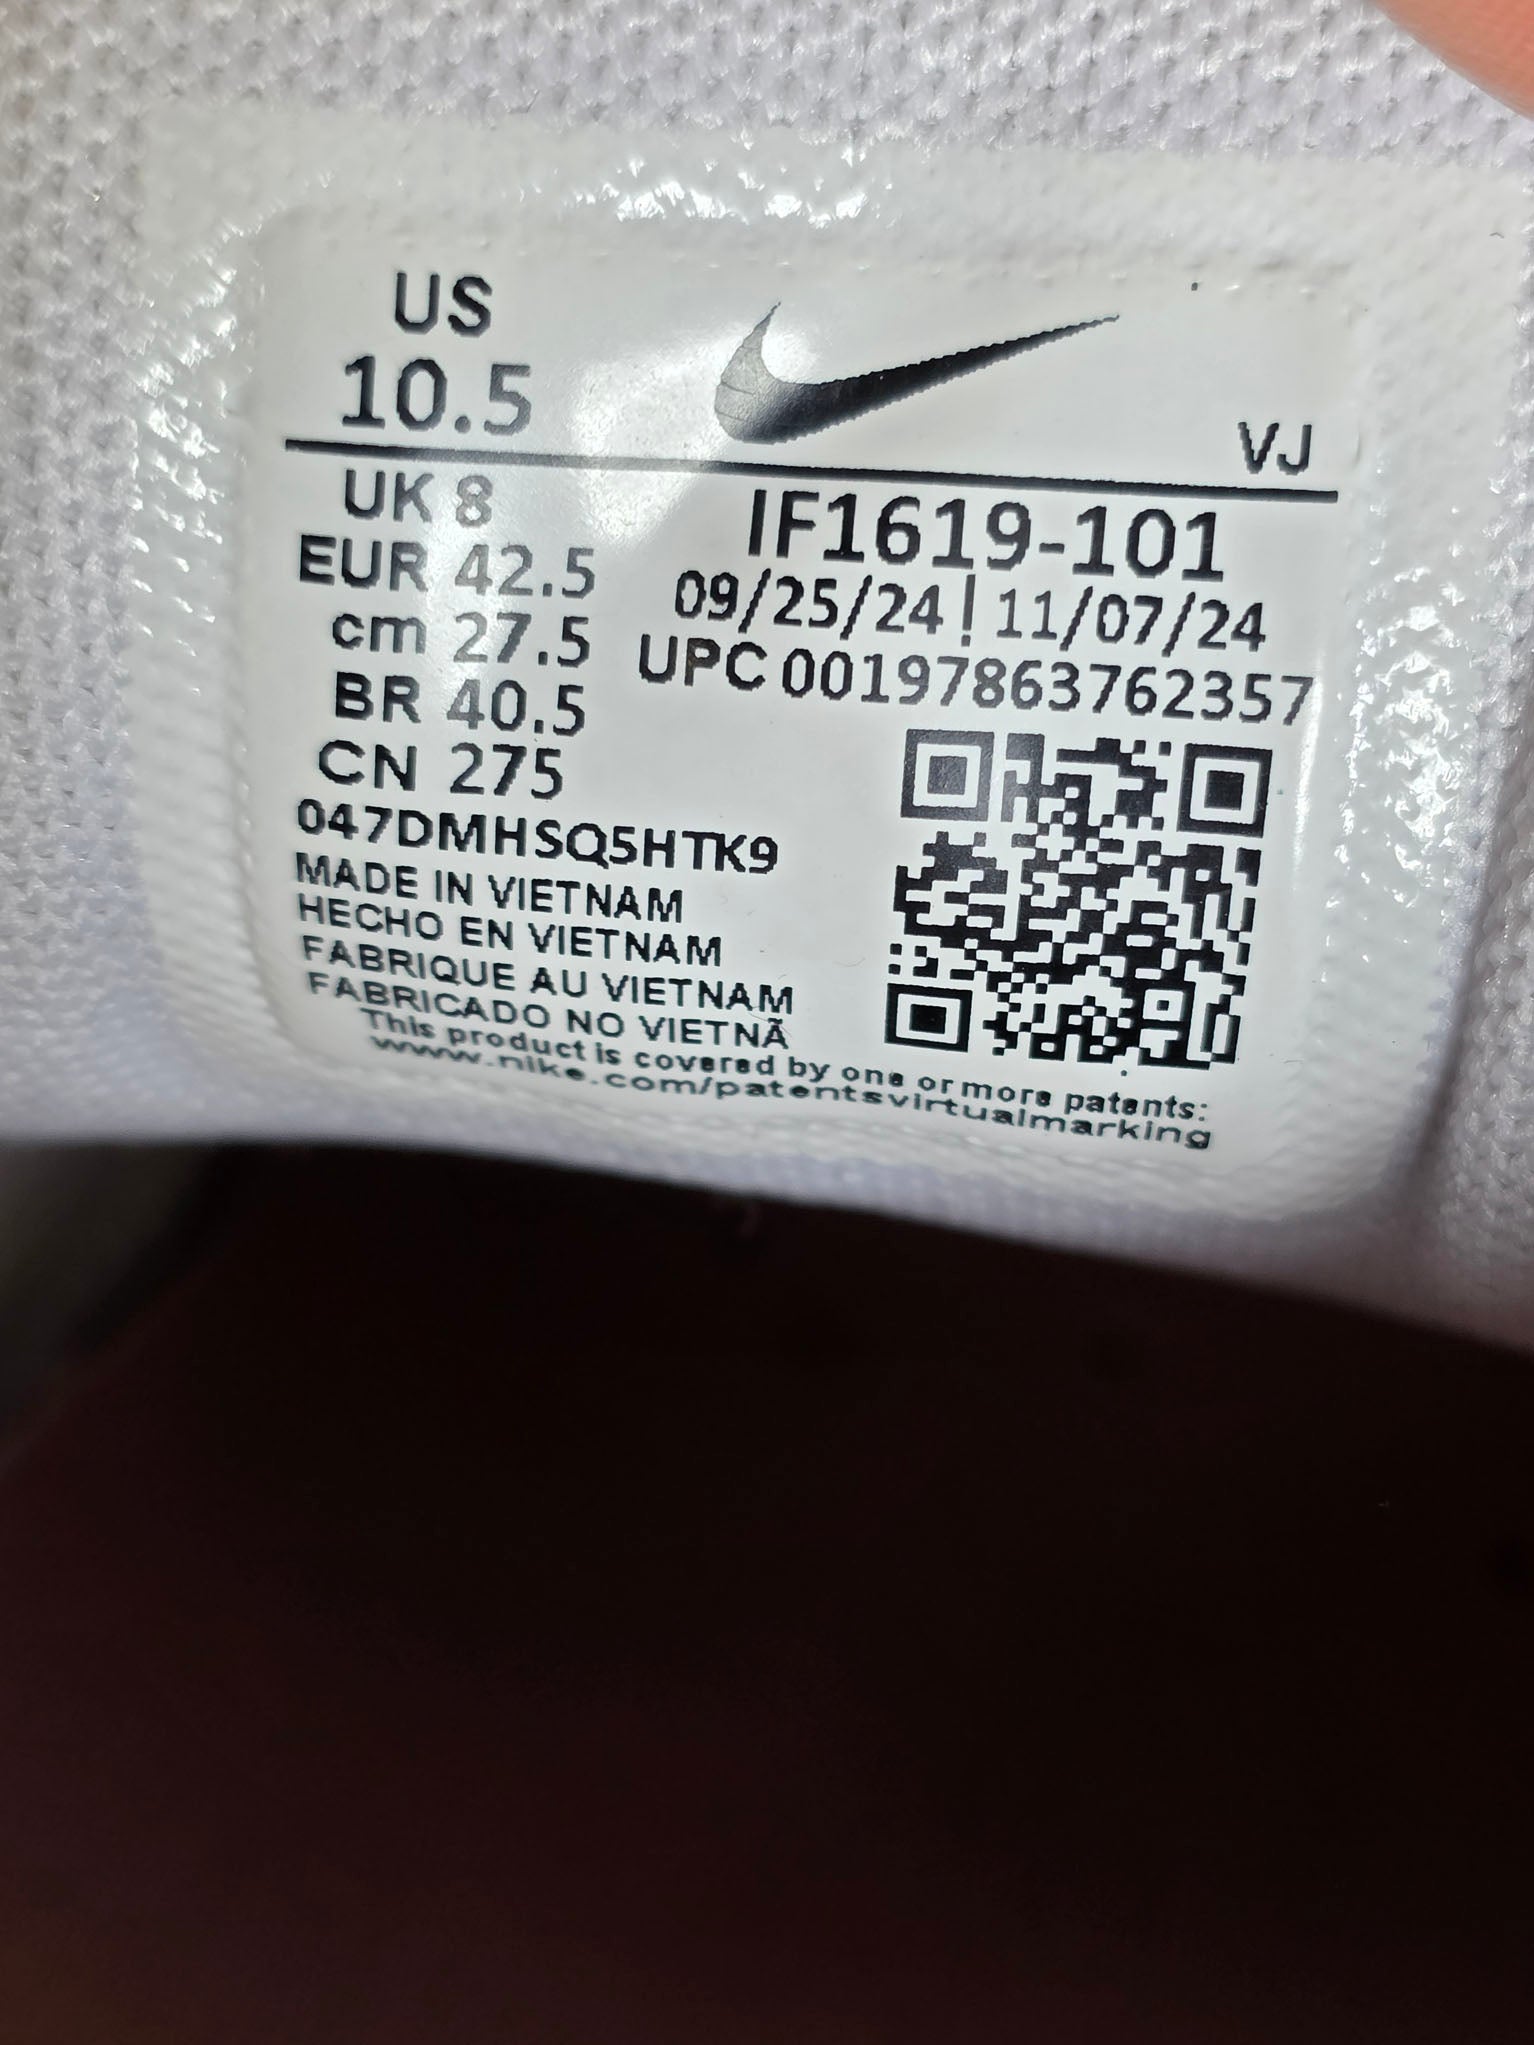 US
10.5
VJ
UK 8
EUR 42.5
cm 27.5
BR 40.5
CN 275
IF1619-101
09/25/24 | 11/07/24
UPC 00197863762357
047DMHSQ5HTK9
MADE IN VIETNAM
HECHO EN VIETNAM
FABRIQUE AU VIETNAM
FABRICADO NO VIETNÃ
This product is covered by one or more patents:
www.nike.com/patentsvirtualmarking